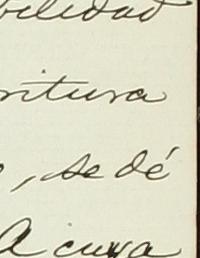 bilidad
ritura
, se dé
A cuya